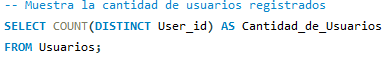 -- Muestra la cantidad de usuarios registrados
SELECT COUNT(DISTINCT User_id) AS Cantidad_de_Usuarios
FROM Usuarios;